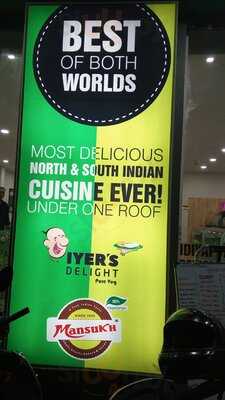 BEST
OF BOTH
WORLDS
MOST DELICIOUS
NORTH & SOUTH INDIAN
CUISINE EVER!
UNDER ONE ROOF
IYER'S
DELIGHT
Pure Veg
MANSUKH